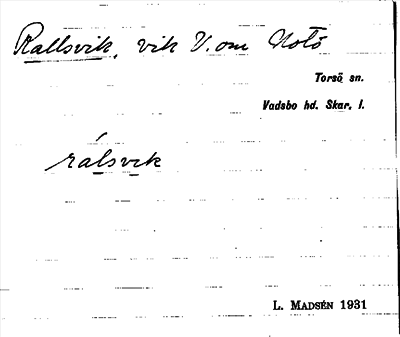 Rallsvik, vik V. om Notö
Torsö sn.
Vadsbo hd. Skar. l.
rálsvik
L. MADSÉN 1931